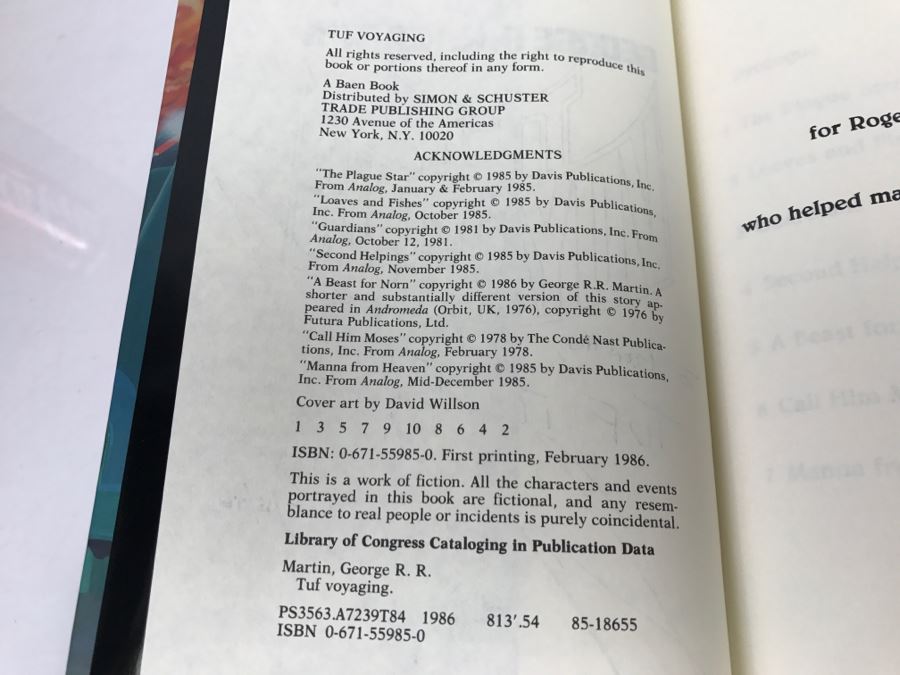 TUF VOYAGING
All rights reserved, including the right to reproduce this
book or portions thereof in any form.
A Baen Book
Distributed by SIMON & SCHUSTER
TRADE PUBLISHING GROUP
1230 Avenue of the Americas
New York, N.Y. 10020
ACKNOWLEDGMENTS
"The Plague Star" copyright © 1985 by Davis Publications, Inc.
From Analog, January & February 1985.
"Loaves and Fishes" copyright © 1985 by Davis Publications,
Inc. From Analog, October 1985.
"Guardians" copyright © 1981 by Davis Publications, Inc. From
Analog, October 12, 1981.
"Second Helpings" copyright © 1985 by Davis Publications, Inc.
From Analog, November 1985.
"A Beast for Norn" copyright © 1986 by George R.R. Martin. A
shorter and substantially different version of this story ap-
peared in Andromeda (Orbit, UK, 1976), copyright © 1976 by
Futura Publications, Ltd.
"Call Him Moses" copyright © 1978 by The Condé Nast Publica-
tions, Inc. From Analog, February 1978.
"Manna from Heaven" copyright © 1985 by Davis Publications,
Inc. From Analog, Mid-December 1985.
Cover art by David Willson
1 3 5 7 9 10 8 6 4 2
ISBN: 0-671-55985-0. First printing, February 1986.
This is a work of fiction. All the characters and events
portrayed in this book are fictional, and any resem-
blance to real people or incidents is purely coincidental.
Library of Congress Cataloging in Publication Data
Martin, George R. R.
Tuf voyaging.
PS3563.A7239T84 1986 813'.54 85-18655
ISBN 0-671-55985-0
for Roge
who helped ma